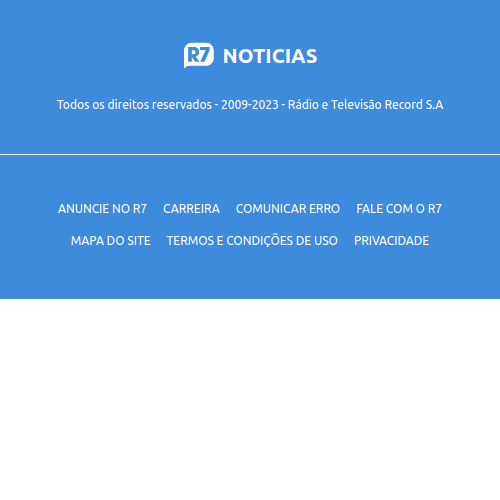 R7 NOTICIAS
Todos os direitos reservados - 2009-2023 - Rádio e Televisão Record S.A
ANUNCIE NO R7 CARREIRA COMUNICAR ERRO FALE COM O R7
MAPA DO SITE TERMOS E CONDIÇÕES DE USO PRIVACIDADE